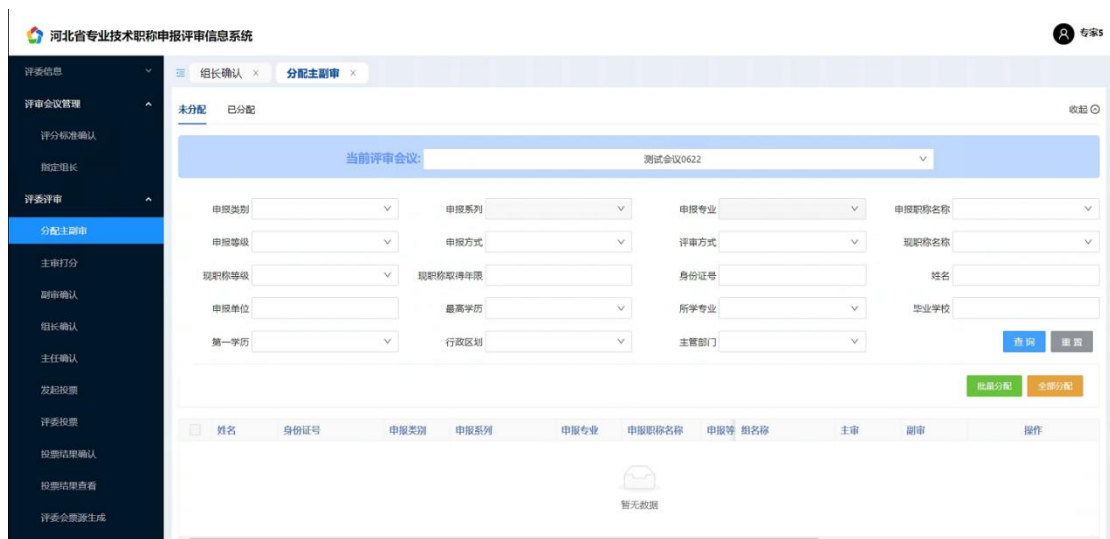 河北省专业技术职称申报评审信息系统 专家5
评委信息
评审会议管理
评分标准确认
指定组长
评委评审
分配主副审
主审打分
副审确认
组长确认
主任确认
发起投票
评委投票
投票结果确认
投票结果查看
评委会票源生成
组长确认 × 分配主副审 ×
未分配 已分配 收起
当前评审会议: 测试会议0622
申报类别 申报系列 申报专业 申报职称名称
申报等级 申报方式 评审方式 现职称名称
现职称等级 现职称取得年限 身份证号 姓名
申报单位 最高学历 所学专业 毕业学校
第一学历 行政区划 主管部门 查询 重置
批量分配 全部分配
姓名 身份证号 申报类别 申报系列 申报专业 申报职称名称 申报等 组名称 主审 副审 操作
暂无数据